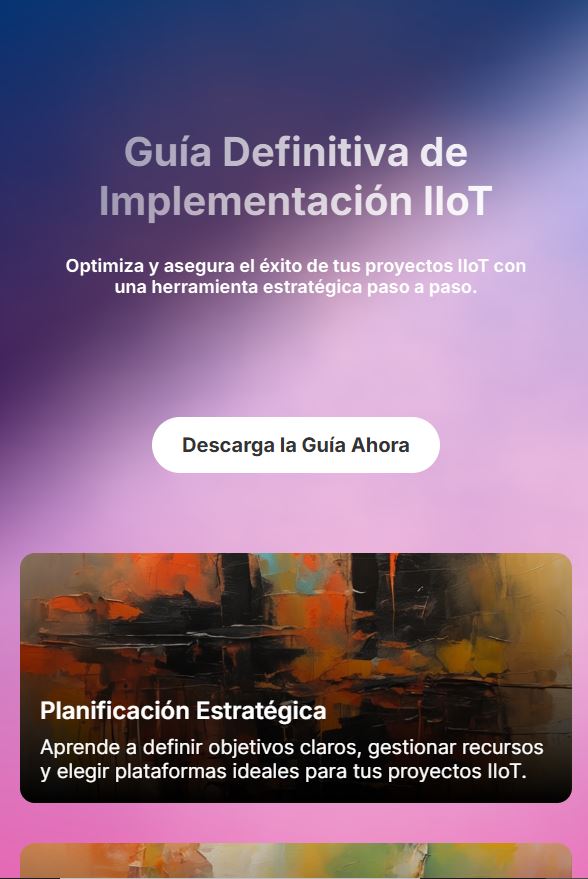 Guía Definitiva de
Implementación IIoT
Optimiza y asegura el éxito de tus proyectos IIoT con
una herramienta estratégica paso a paso.
Descarga la Guía Ahora
Planificación Estratégica
Aprende a definir objetivos claros, gestionar recursos
y elegir plataformas ideales para tus proyectos IIoT.